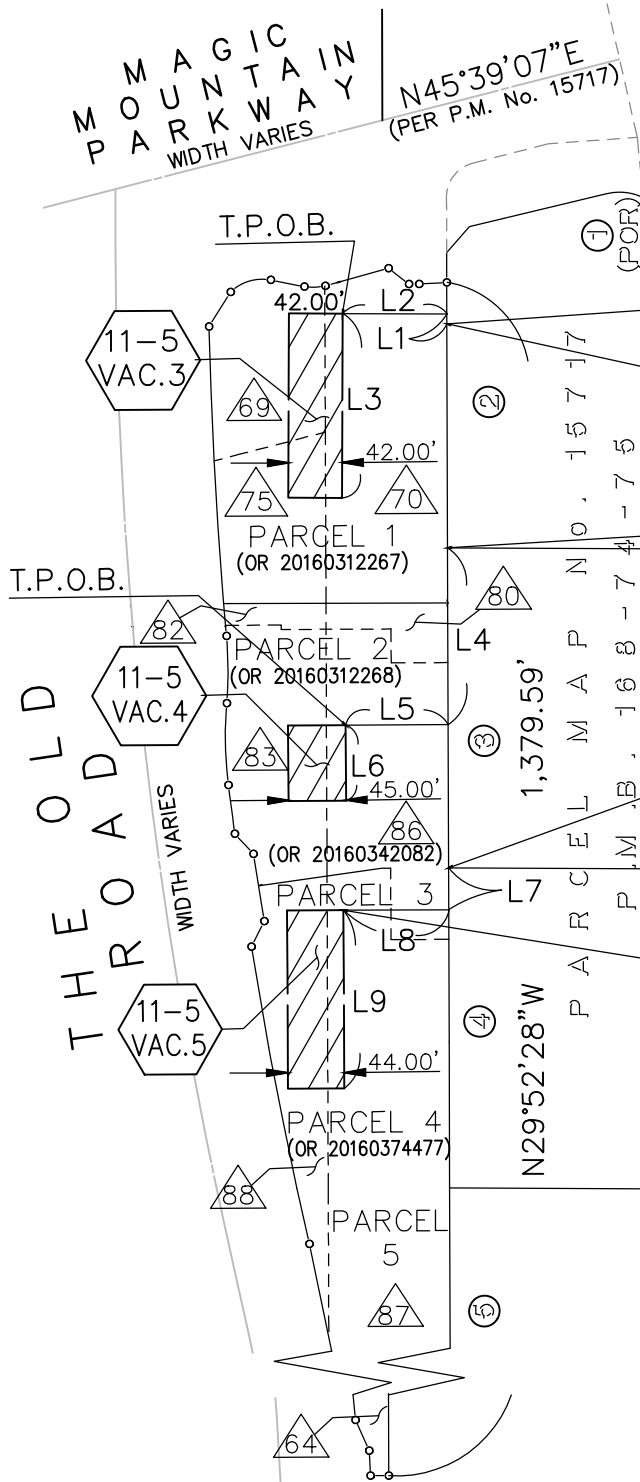 MAGIC
MOUNTAIN
PARKWAY
WIDTH VARIES
N45°39'07"E
(PER P.M. No. 15717)
T.P.O.B.
1
(POR)
42.00'
L2
L1
11-5
VAC.3
69
L3
2
42.00'
75
70
PARCEL 1
(OR 20160312267)
T.P.O.B.
80
82
L4
PARCEL 2
(OR 20160312268)
11-5
VAC.4
L5
3
83
L6
45.00'
86
(OR 20160342082)
PARCEL 3
L7
L8
THE OLD
ROAD
WIDTH VARIES
1,379.59'
PARCEL MAP NO. 15717
P.M.B. 168-74-75
11-5
VAC.5
L9
4
44.00'
N29°52'28"W
PARCEL 4
(OR 20160374477)
88
PARCEL
5
87
5
64